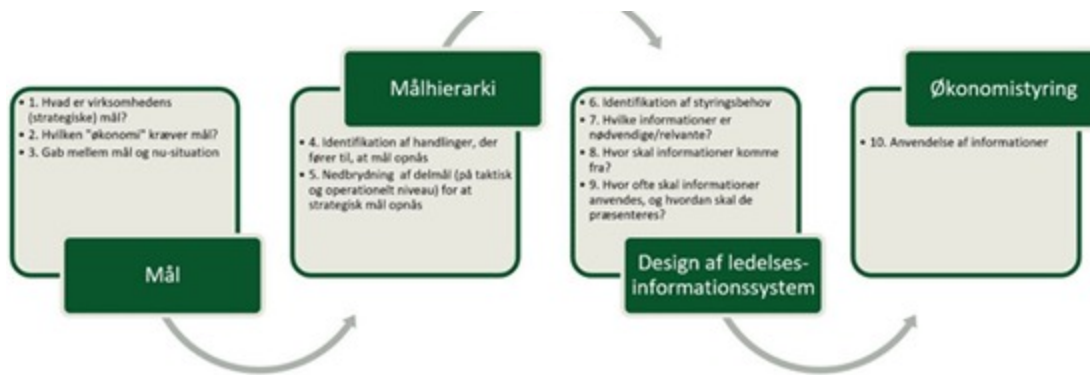 • 1. Hvad er virksomhedens
(strategiske) mål?
• 2. Hvilken "økonomi" kræver mål?
• 3. Gab mellem mål og nu-situation
Mål
Målhierarki
• 4. Identifikation af handlinger, der
fører til, at mål opnås
• 5. Nedbrydning af delmål (på taktisk
og operationelt niveau) for at
strategisk mål opnås
• 6. Identifikation af styringsbehov
• 7. Hvilke informationer er
nødvendige/relevante?
• 8. Hvor skal informationer komme
fra?
• 9. Hvor ofte skal informationer
anvendes, og hvordan skal de
præsenteres?
Design af ledelses-
informationssystem
Økonomistyring
• 10. Anvendelse af informationer